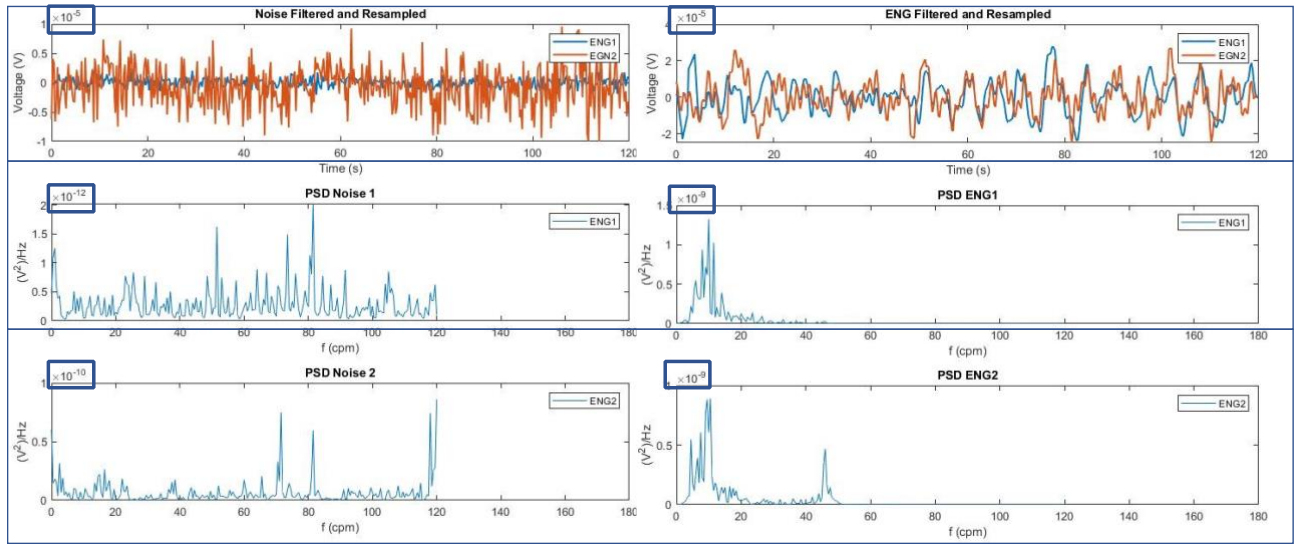 Noise Filtered and Resampled
×10^-5
Voltage (V)
1
0.5
0
-0.5
-1
ENG1
EGN2
0 20 40 60 80 100 120
Time (s)
ENG Filtered and Resampled
×10^-5
Voltage (V)
4
2
0
-2
ENG1
EGN2
0 20 40 60 80 100 120
Time (s)
PSD Noise 1
×10^-12
(V^2)/Hz
2
1.5
1
0.5
0
ENG1
0 20 40 60 80 100 120 140 160 180
f (cpm)
PSD ENG1
×10^-9
(V^2)/Hz
1.5
1
0.5
0
ENG1
0 20 40 60 80 100 120 140 160 180
f (cpm)
PSD Noise 2
×10^-10
(V^2)/Hz
1
0.5
0
ENG2
0 20 40 60 80 100 120 140 160 180
f (cpm)
PSD ENG2
×10^-9
(V^2)/Hz
1
0.5
0
ENG2
0 20 40 60 80 100 120 140 160 180
f (cpm)